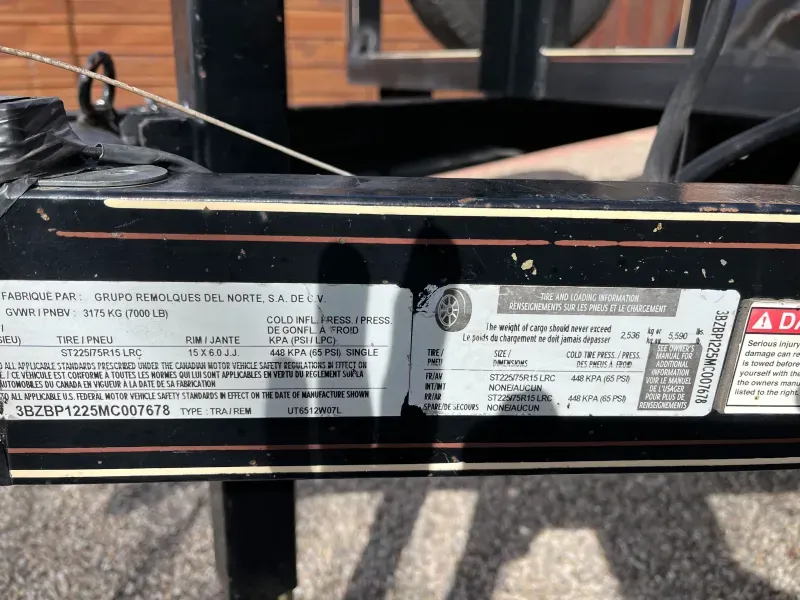 FABRIQUÉ PAR : GRUPO REMOLQUES DEL NORTE, S.A. DE C.V.
GVWR / PNBV : 3175 KG (7000 LB)
COLD INFL. PRESS. / PRESS.
DE GONFL. À FROID
SIEU) TIRE / PNEU RIM / JANTE KPA (PSI / LPC)
ST225/75R15 LRC 15 X 6.0 J.J. 448 KPA (65 PSI) SINGLE
TO ALL APPLICABLE STANDARDS PRESCRIBED UNDER THE CANADIAN MOTOR VEHICLE SAFETY REGULATIONS IN EFFECT
CE VEHICULE EST CONFORME A TOUTES LES NORMES QUI LUI SONT APPLICABLES EN VERTU DU REGLEMENT SUR LA
AUTOMOBILES DU CANADA EN VIGUEUR A LA DATE DE SA FABRICATION
TO ALL APPLICABLE U.S. FEDERAL MOTOR VEHICLE SAFETY STANDARDS IN EFFECT ON THE DATE OF MANUFACTURE SHOWN
3BZBP1225MC007678 TYPE : TRA / REM UT6512W07L
TIRE AND LOADING INFORMATION
RENSEIGNEMENTS SUR LES PNEUS ET LE CHARGEMENT
The weight of cargo should never exceed
Le poids du chargement ne doit jamais dépasser
2,536 kg or 5,590 lbs.
TIRE/ SIZE/ COLD TIRE PRESS. / PRESS.
DIMENSIONS DES PNEUS À FROID
FR/AV ST225/75R15 LRC 448 KPA (65 PSI)
INT/MT NONE/AUCUN
RR/AR ST225/75R15 LRC 448 KPA (65 PSI)
SPARE/DE SECOURS NONE/AUCUN
SEE OWNER'S
MANUAL FOR
ADDITIONAL
INFORMATION
VOIR LE MANUEL
DE L'USAGER
POUR PLUS DE
RENSEIGNEMENTS
3BZBP1225MC007678
DA
Serious injury
damage can re
is towed before
yourself with the
the owners manu
listed to the right.